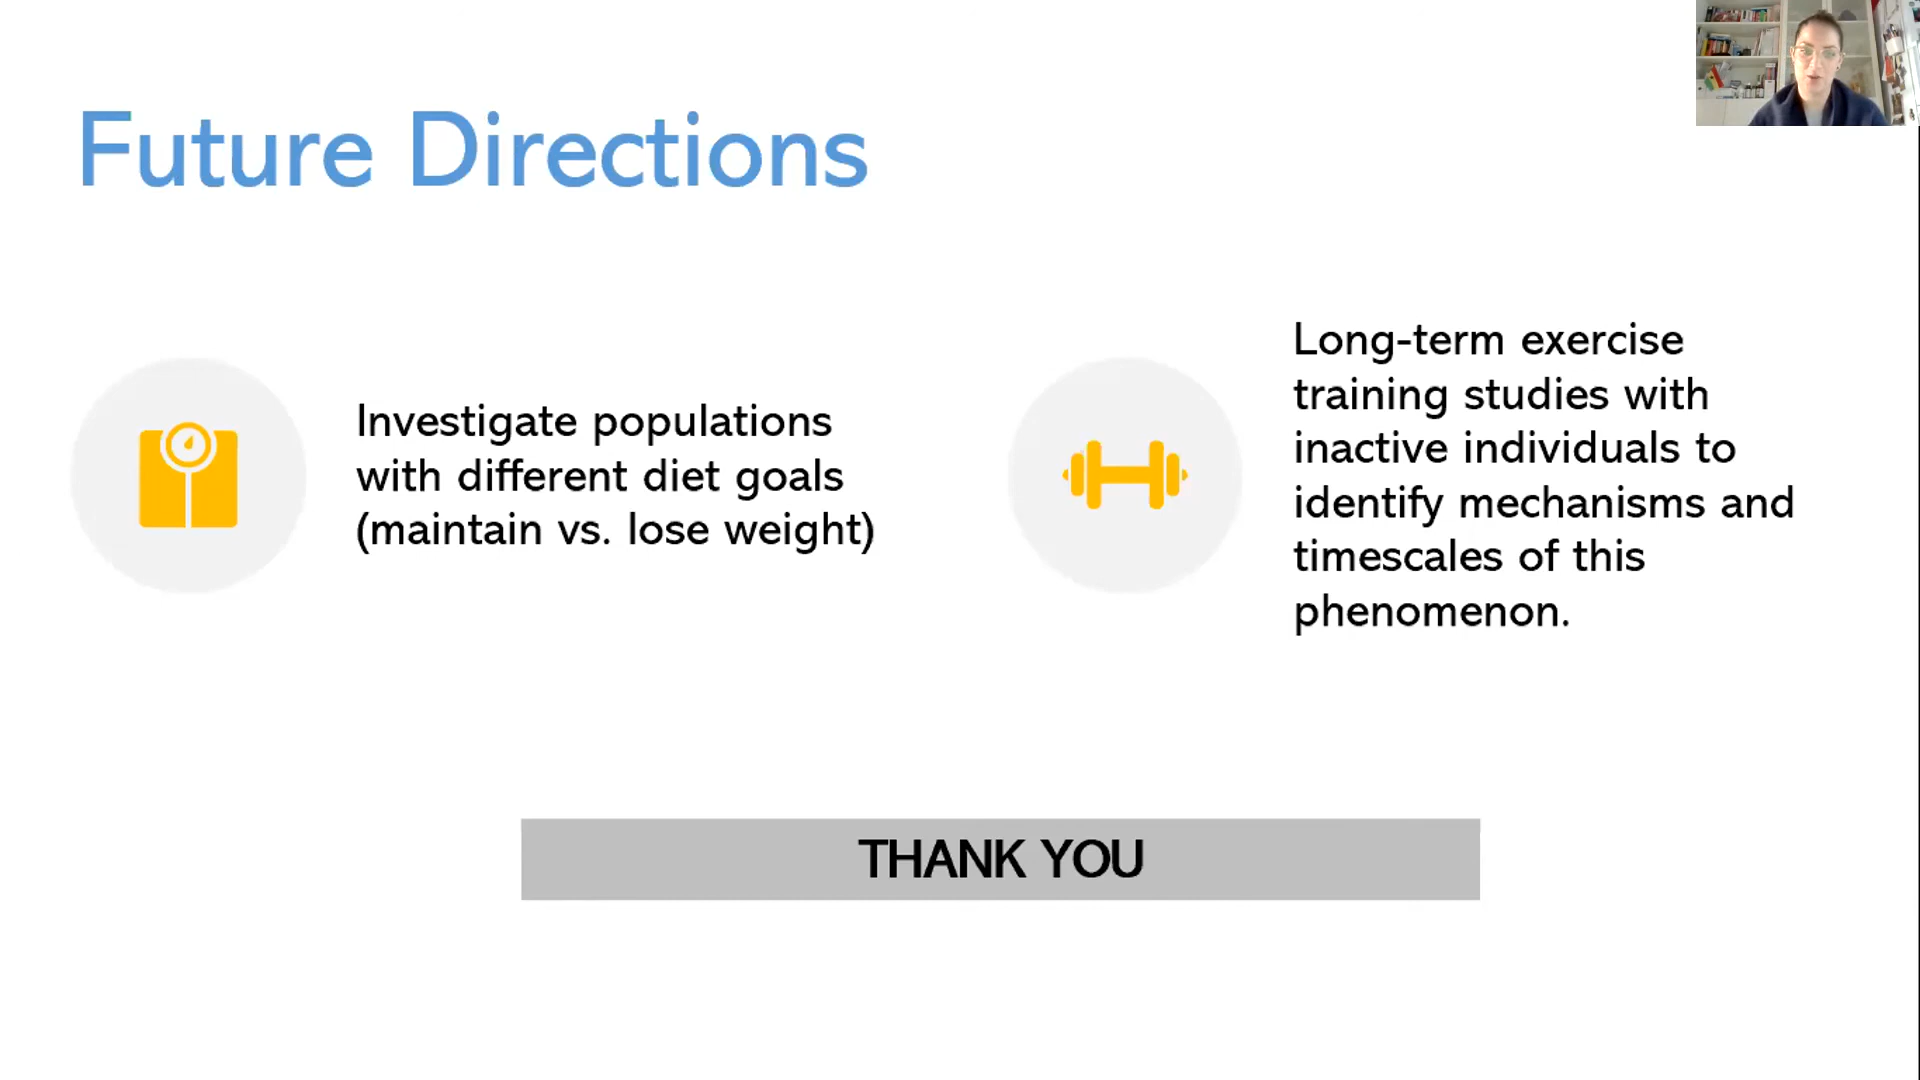 Future Directions
Investigate populations
with different diet goals
(maintain vs. lose weight)
Long-term exercise
training studies with
inactive individuals to
identify mechanisms and
timescales of this
phenomenon.
THANK YOU